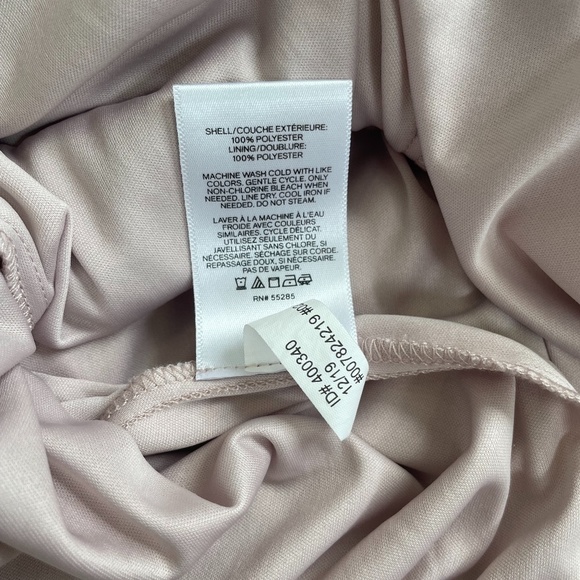 SHELL/COUCHE EXTÉRIEURE:
100% POLYESTER
LINING/DOUBLURE:
100% POLYESTER
MACHINE WASH COLD WITH LIKE
COLORS. GENTLE CYCLE. ONLY
NON-CHLORINE BLEACH WHEN
NEEDED. LINE DRY. COOL IRON IF
NEEDED. DO NOT STEAM.
LAVER À LA MACHINE À L'EAU
FROIDE AVEC COULEURS
SIMILAIRES. CYCLE DÉLICAT.
UTILISEZ SEULEMENT DU
JAVELLISANT SANS CHLORE, SI
NÉCESSAIRE. SÉCHAGE SUR CORDE.
REPASSAGE DOUX, SI NÉCESSAIRE.
PAS DE VAPEUR.
RN# 55285
ID# 400340
12/19
#007824219